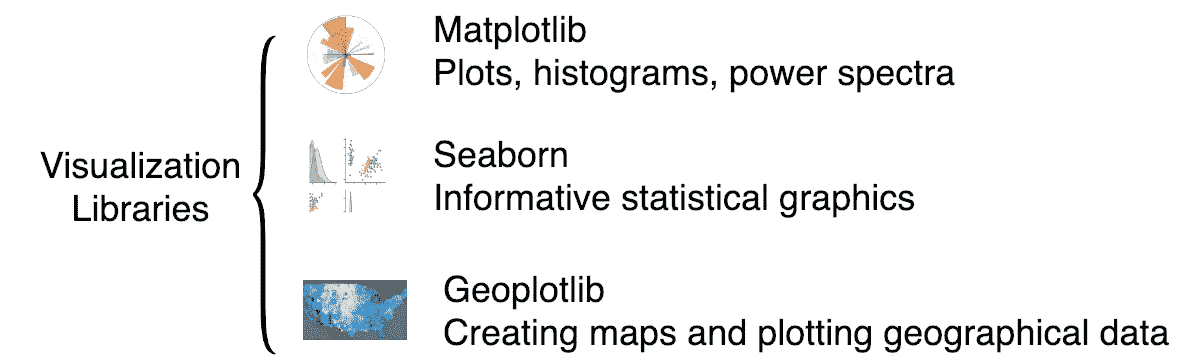 Visualization
Libraries
Matplotlib
Plots, histograms, power spectra
Seaborn
Informative statistical graphics
Geoplotlib
Creating maps and plotting geographical data